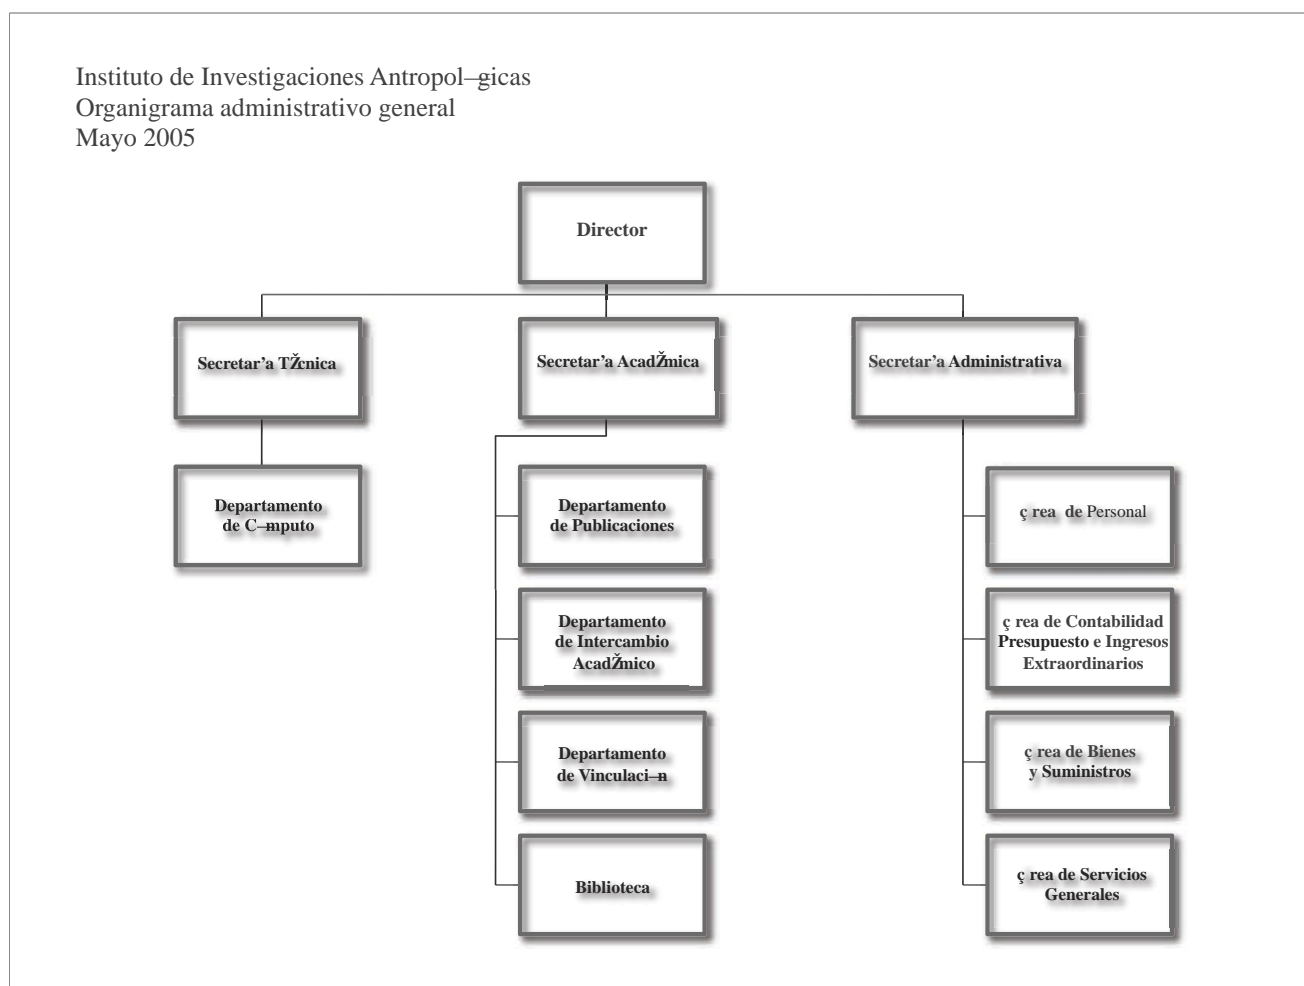 Instituto de Investigaciones Antropol—gicas
Organigrama administrativo general
Mayo 2005
Director
Secretar’a TŽcnica
Secretar’a AcadŽmica
Secretar’a Administrativa
Departamento
de C—mputo
Departamento
de Publicaciones
Departamento
de Intercambio
AcadŽmico
Departamento
de Vinculaci—n
Biblioteca
ç rea de Personal
ç rea de Contabilidad
Presupuesto e Ingresos
Extraordinarios
ç rea de Bienes
y Suministros
ç rea de Servicios
Generales